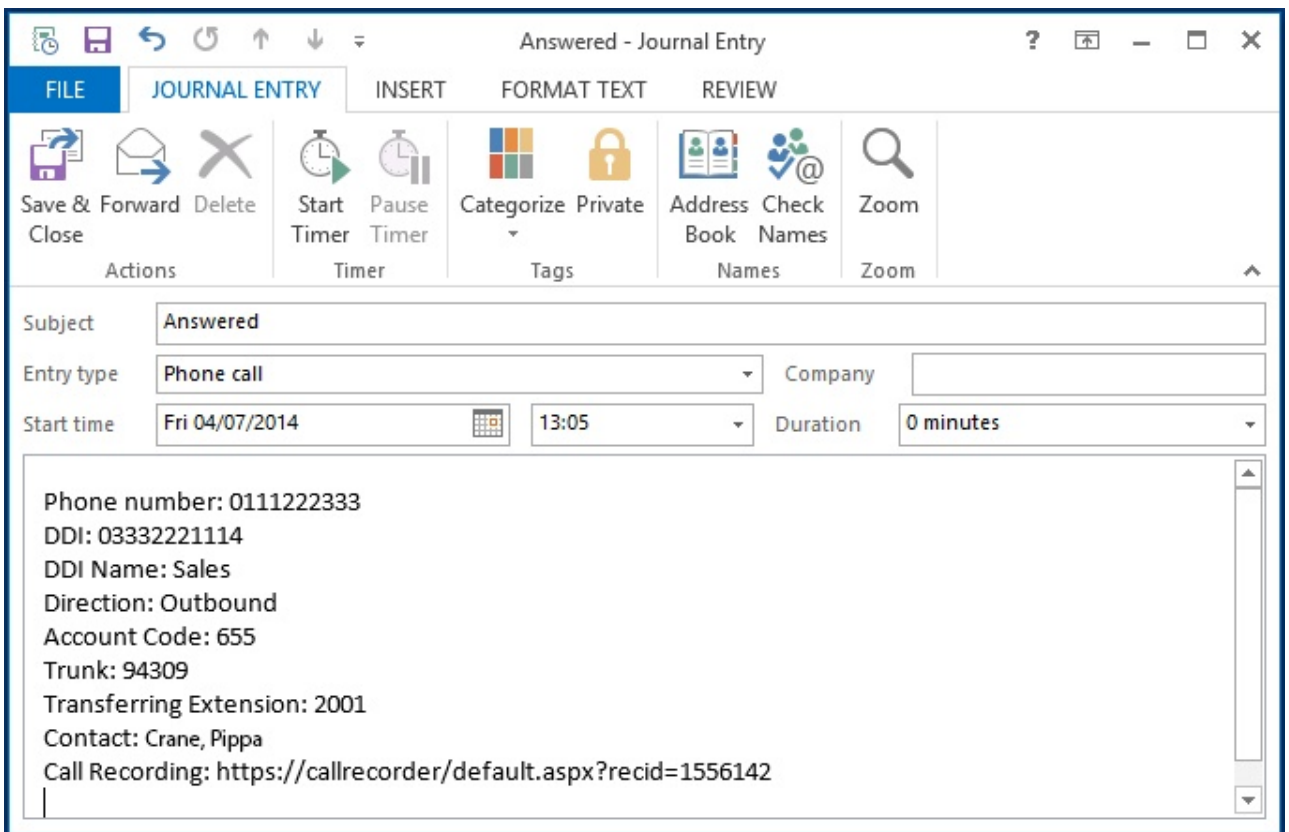 Answered - Journal Entry
?
FILE JOURNAL ENTRY INSERT FORMAT TEXT REVIEW
Save & Close Forward Delete Start Timer Pause Timer Categorize Private Address Book Check Names Zoom
Actions Timer Tags Names Zoom
Subject Answered
Entry type Phone call Company
Start time Fri 04/07/2014 13:05 Duration 0 minutes
Phone number: 0111222333
DDI: 03332221114
DDI Name: Sales
Direction: Outbound
Account Code: 655
Trunk: 94309
Transferring Extension: 2001
Contact: Crane, Pippa
Call Recording: https://callrecorder/default.aspx?recid=1556142